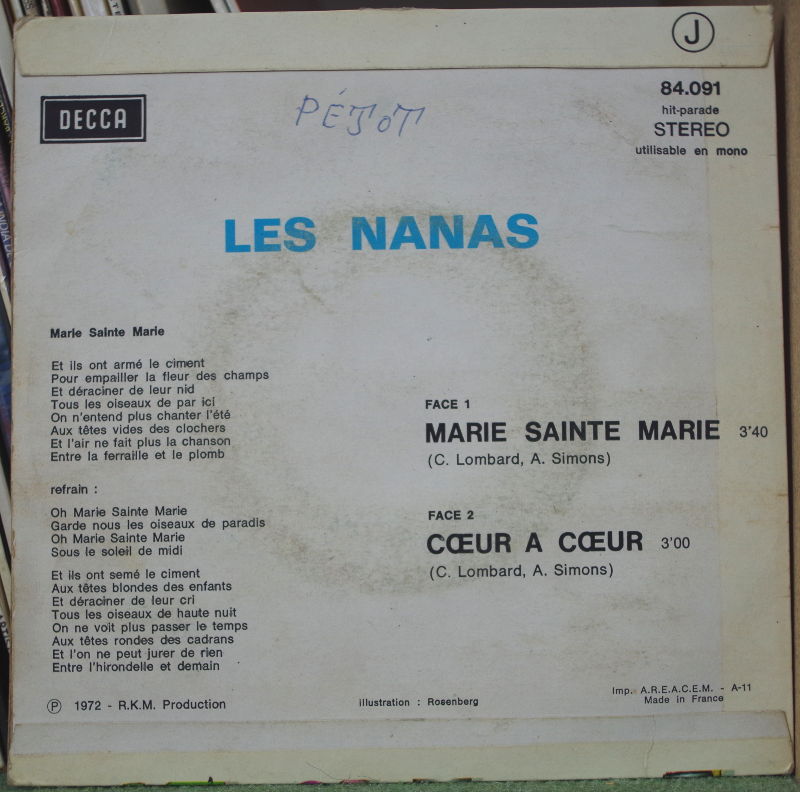 J
DECCA
PÉTOT
84.091
hit-parade
STEREO
utilisable en mono
LES NANAS
Marie Sainte Marie
Et ils ont armé le ciment
Pour empailler la fleur des champs
Et déraciner de leur nid
Tous les oiseaux de par ici
On n'entend plus chanter l'été
Aux têtes vides des clochers
Et l'air ne fait plus la chanson
Entre la ferraille et le plomb
refrain :
Oh Marie Sainte Marie
Garde nous les oiseaux de paradis
Oh Marie Sainte Marie
Sous le soleil de midi
Et ils ont semé le ciment
Aux têtes blondes des enfants
Et déraciner de leur cri
Tous les oiseaux de haute nuit
On ne voit plus passer le temps
Aux têtes rondes des cadrans
Et l'on ne peut jurer de rien
Entre l'hirondelle et demain
FACE 1
MARIE SAINTE MARIE 3'40
(C. Lombard, A. Simons)
FACE 2
CŒUR A CŒUR 3'00
(C. Lombard, A. Simons)
Ⓟ 1972 - R.K.M. Production
illustration : Rosenberg
Imp. A.R.E.A.C.E.M. - A-11
Made in France